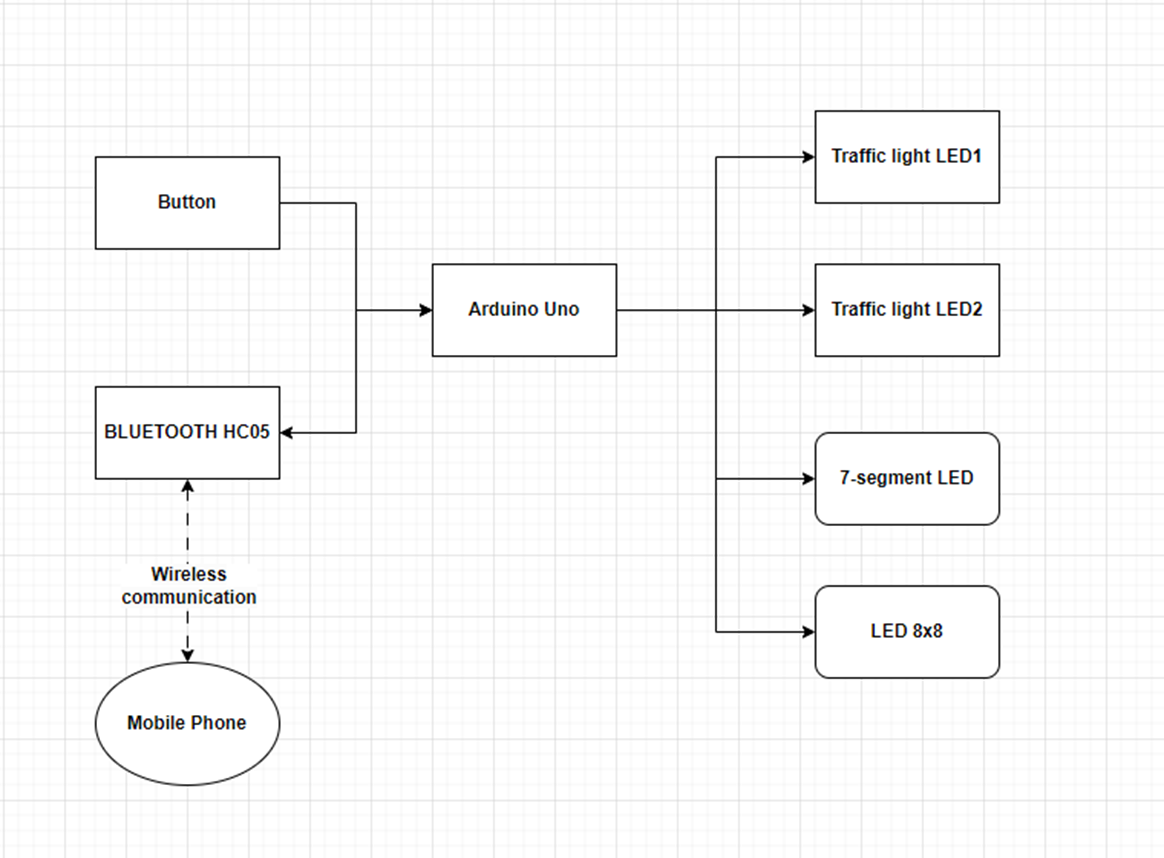 Button
BLUETOOTH HC05
Wireless
communication
Mobile Phone
Arduino Uno
Traffic light LED1
Traffic light LED2
7-segment LED
LED 8x8